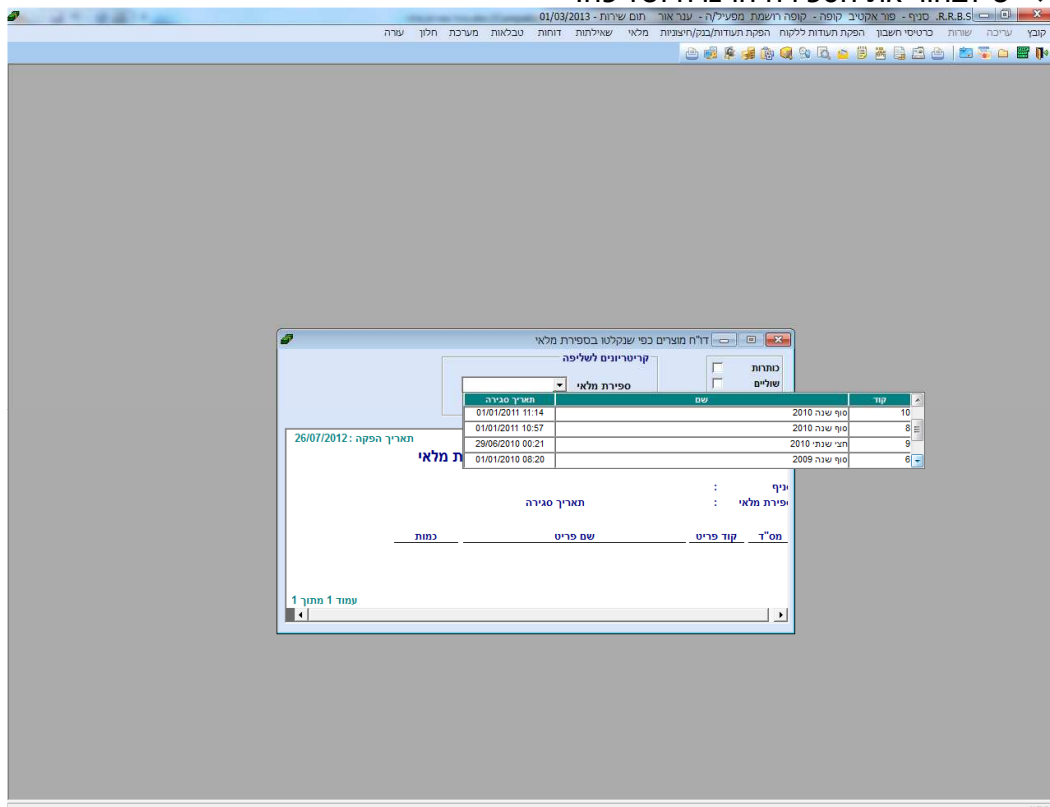 R.R.B.S. סניף - פור אקטיב קופה - קופה רושמת מפעיל/ה - ענר אור תום שירות - 01/03/2013
קובץ עריכה שורות כרטיסי חשבון הפקת תעודות ללקוח הפקת תעודות/בנק/חיצוניות מלאי שאילתות דוחות טבלאות מערכת חלון עזרה
דו"ח מוצרים כפי שנקלטו בספירת מלאי
כותרות
שוליים
קריטריונים לשליפה
ספירת מלאי
קוד שם תאריך סגירה
10 סוף שנה 2010 01/01/2011 11:14
8 סוף שנה 2010 01/01/2011 10:57
9 חצי שנתי 2010 29/06/2010 00:21
6 סוף שנה 2009 01/01/2010 08:20
תאריך הפקה : 26/07/2012
ת מלאי
ניף :
פירת מלאי : תאריך סגירה
מס"ד קוד פריט שם פריט כמות
עמוד 1 מתוך 1